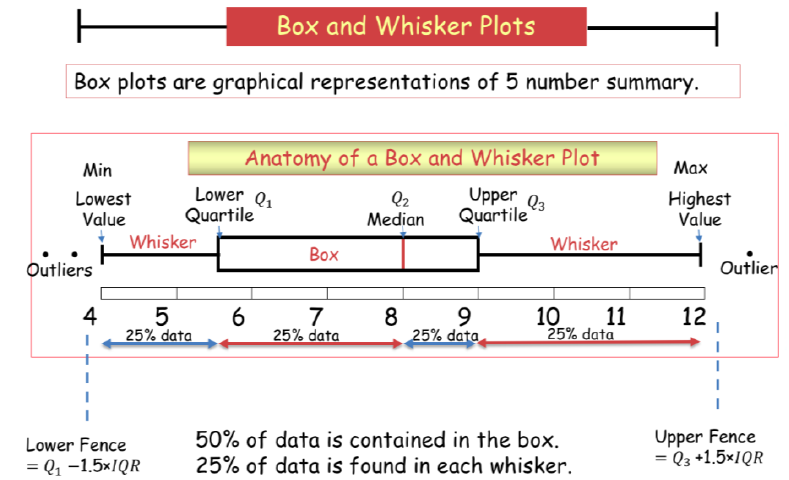 Box and Whisker Plots
Box plots are graphical representations of 5 number summary.
Anatomy of a Box and Whisker Plot
Min
Max
Lowest
Value
Lower
Quartile Q₁
Q₂
Median
Upper
Quartile Q₃
Highest
Value
Whisker
Box
Whisker
Outliers
Outlier
4 5 6 7 8 9 10 11 12
25% data 25% data 25% data 25% data
Lower Fence
= Q₁ −1.5×IQR
50% of data is contained in the box.
25% of data is found in each whisker.
Upper Fence
= Q₃ +1.5×IQR